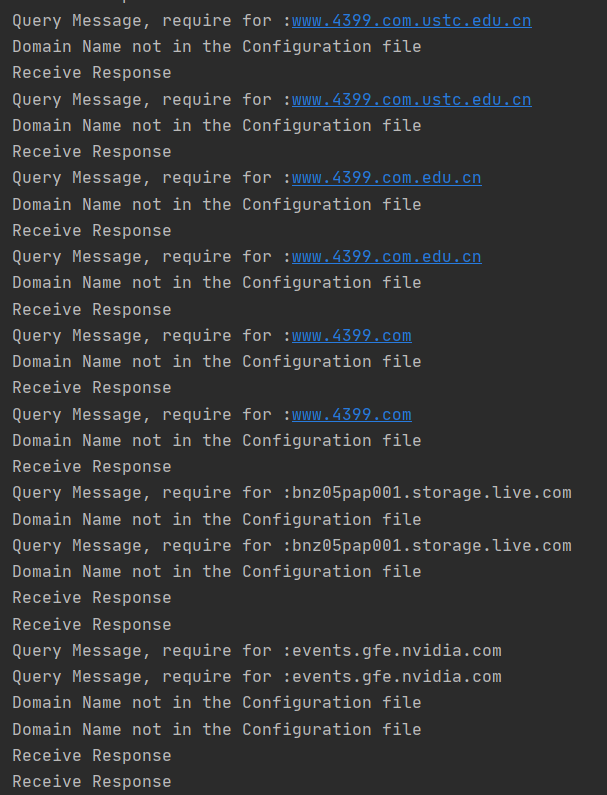 Query Message, require for :www.4399.com.ustc.edu.cn
Domain Name not in the Configuration file
Receive Response
Query Message, require for :www.4399.com.ustc.edu.cn
Domain Name not in the Configuration file
Receive Response
Query Message, require for :www.4399.com.edu.cn
Domain Name not in the Configuration file
Receive Response
Query Message, require for :www.4399.com.edu.cn
Domain Name not in the Configuration file
Receive Response
Query Message, require for :www.4399.com
Domain Name not in the Configuration file
Receive Response
Query Message, require for :www.4399.com
Domain Name not in the Configuration file
Receive Response
Query Message, require for :bnz05pap001.storage.live.com
Domain Name not in the Configuration file
Query Message, require for :bnz05pap001.storage.live.com
Domain Name not in the Configuration file
Receive Response
Receive Response
Query Message, require for :events.gfe.nvidia.com
Query Message, require for :events.gfe.nvidia.com
Domain Name not in the Configuration file
Domain Name not in the Configuration file
Receive Response
Receive Response